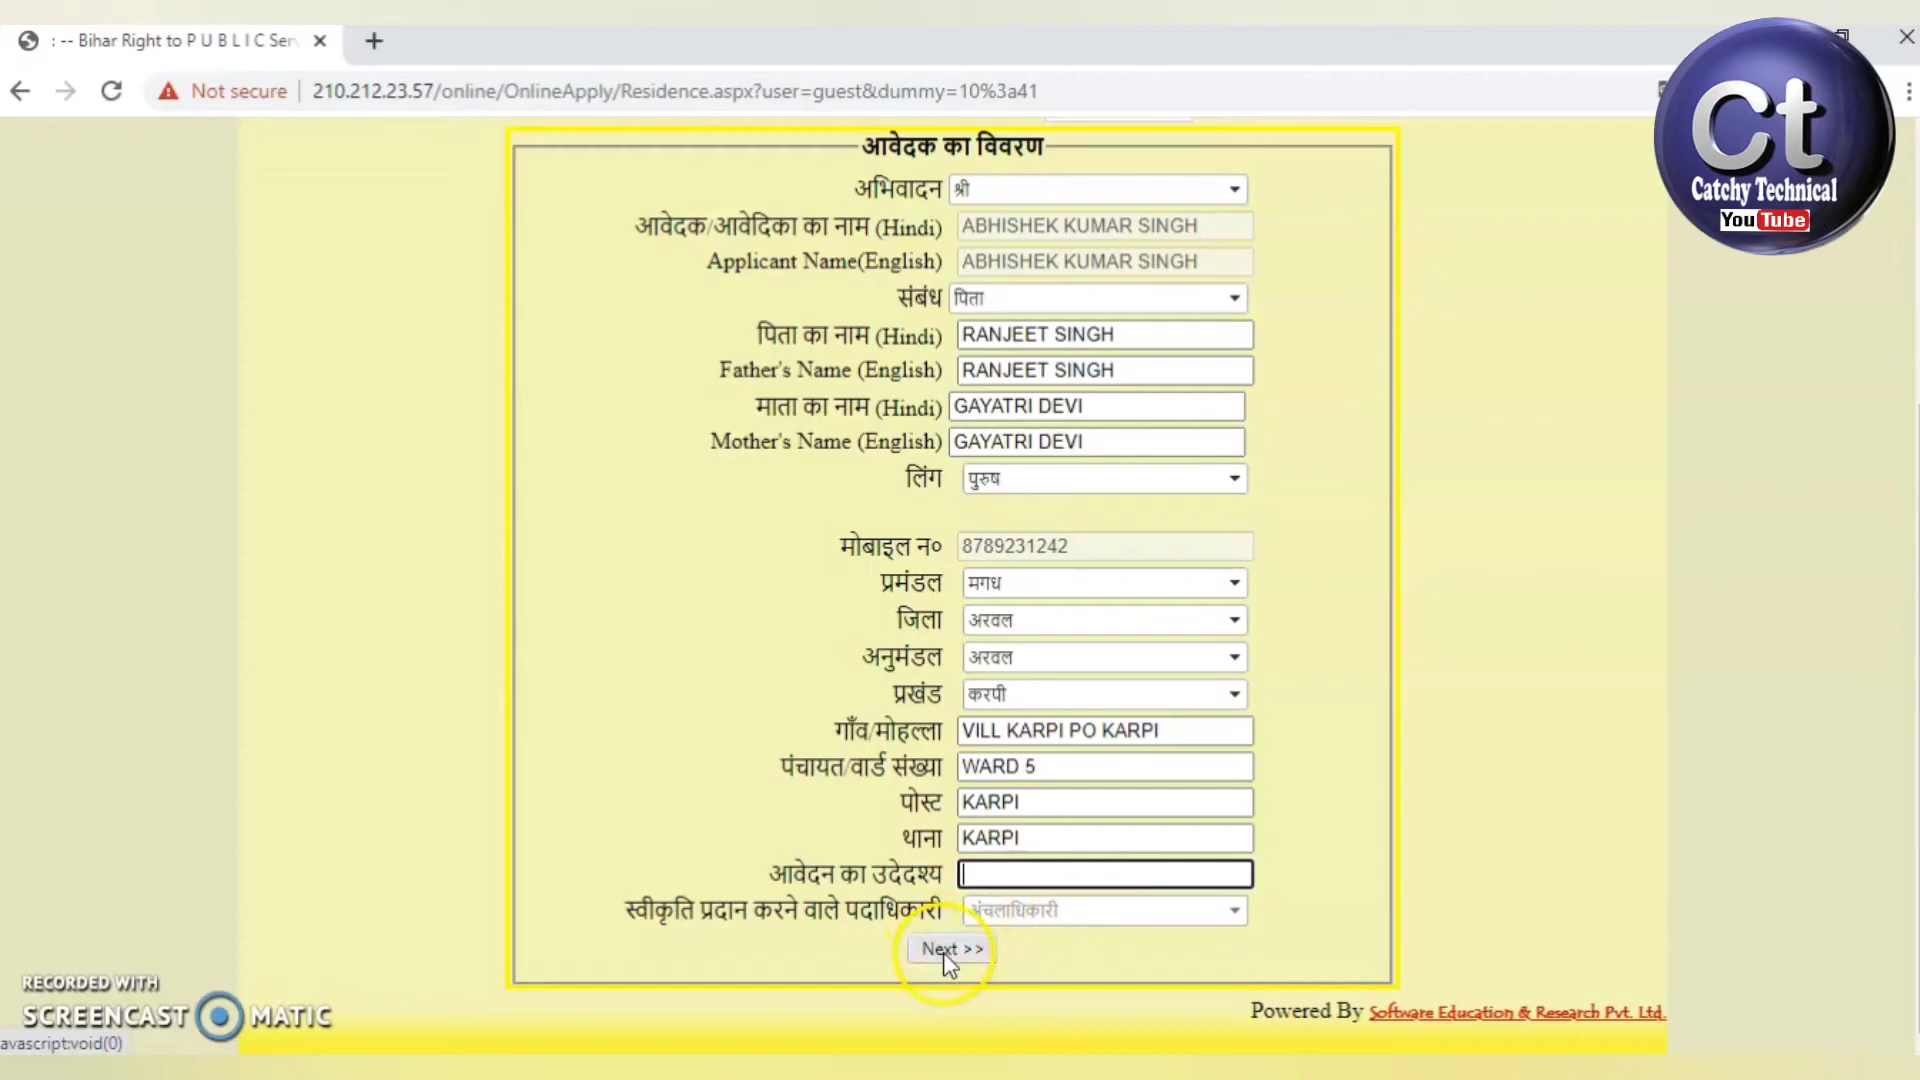 : -- Bihar Right to P U B L I C Ser
Not secure | 210.212.23.57/online/OnlineApply/Residence.aspx?user=guest&dummy=10%3a41
Ct
Catchy Technical
YouTube
आवेदक का विवरण
अभिवादन श्री
आवेदक/आवेदिका का नाम (Hindi) ABHISHEK KUMAR SINGH
Applicant Name(English) ABHISHEK KUMAR SINGH
संबंध पिता
पिता का नाम (Hindi) RANJEET SINGH
Father's Name (English) RANJEET SINGH
माता का नाम (Hindi) GAYATRI DEVI
Mother's Name (English) GAYATRI DEVI
लिंग पुरुष
मोबाइल न० 8789231242
प्रमंडल मगध
जिला अरवल
अनुमंडल अरवल
प्रखंड करपी
गाँव/मोहल्ला VILL KARPI PO KARPI
पंचायत/वार्ड संख्या WARD 5
पोस्ट KARPI
थाना KARPI
आवेदन का उदेदश्य
स्वीकृति प्रदान करने वाले पदाधिकारी अंचलाधिकारी
Next >>
RECORDED WITH
SCREENCAST MATIC
Powered By Software Education & Research Pvt. Ltd.
avascript:void(0)